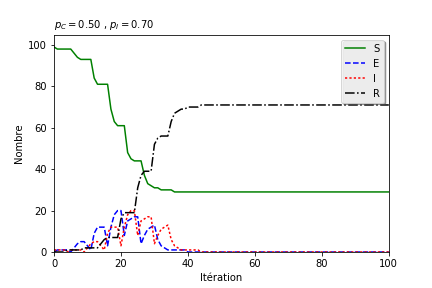 p_C = 0.50 , p_I = 0.70
100
80
60
40
20
0
Nombre
S
E
I
R
0 20 40 60 80 100
Itération